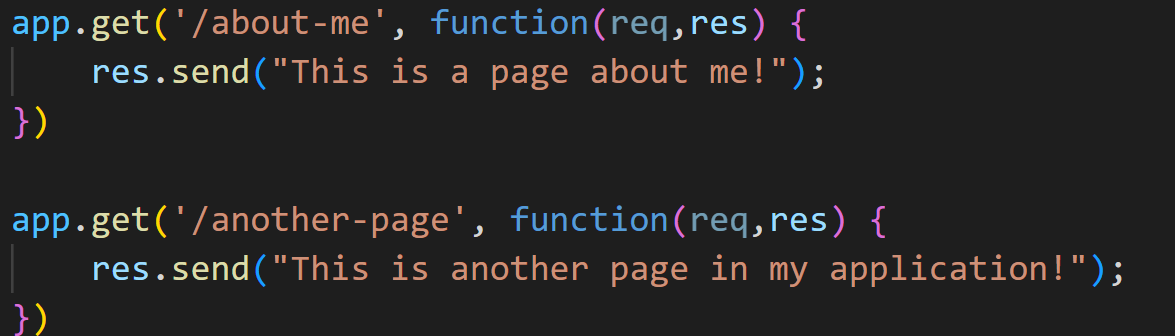 app.get('/about-me', function(req,res) {
    res.send("This is a page about me!");
})

app.get('/another-page', function(req,res) {
    res.send("This is another page in my application!");
})